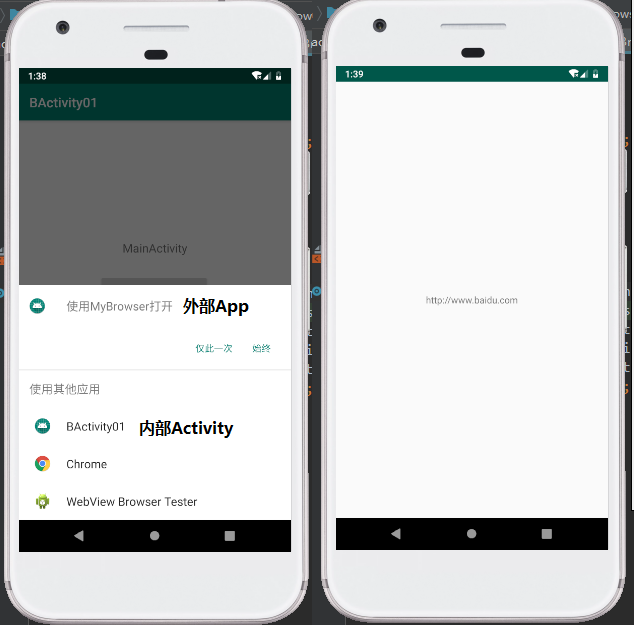 1:38
BActivity01
MainActivity
使用MyBrowser打开 外部App
仅此一次 始终
使用其他应用
BActivity01 内部Activity
Chrome
WebView Browser Tester
1:39
http://www.baidu.com